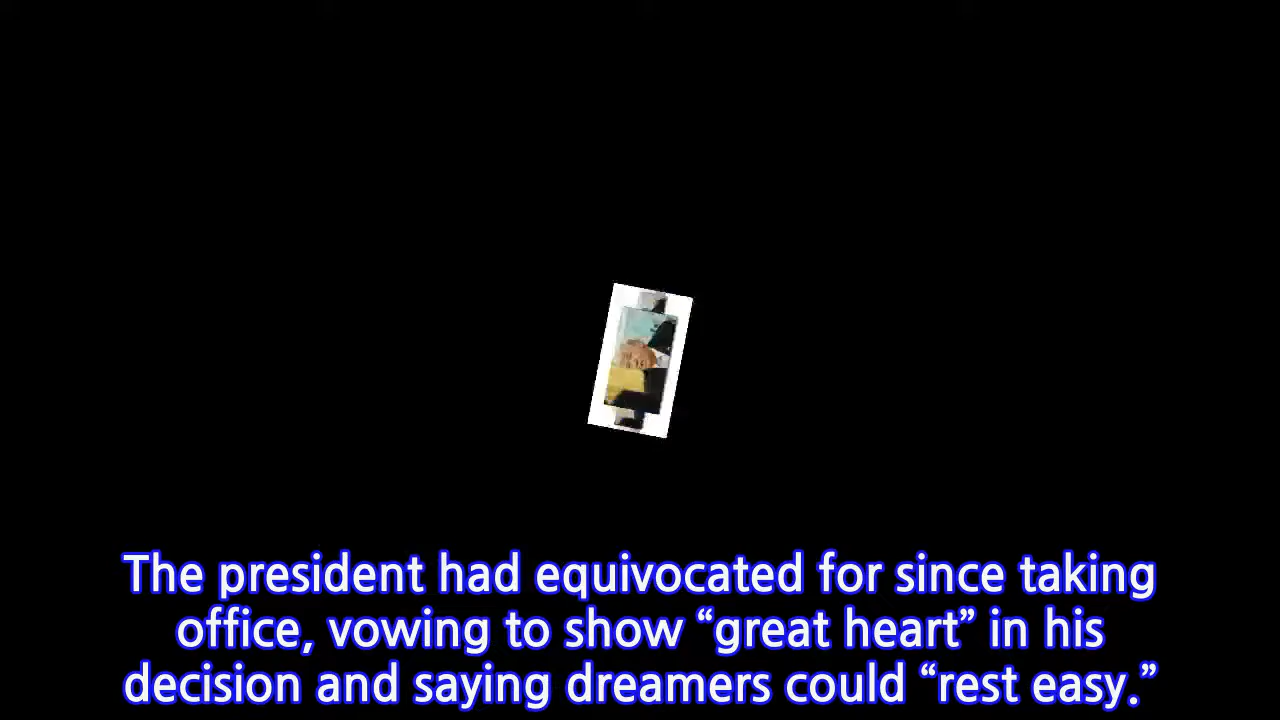 The president had equivocated for since taking
office, vowing to show “great heart” in his
decision and saying dreamers could “rest easy.”